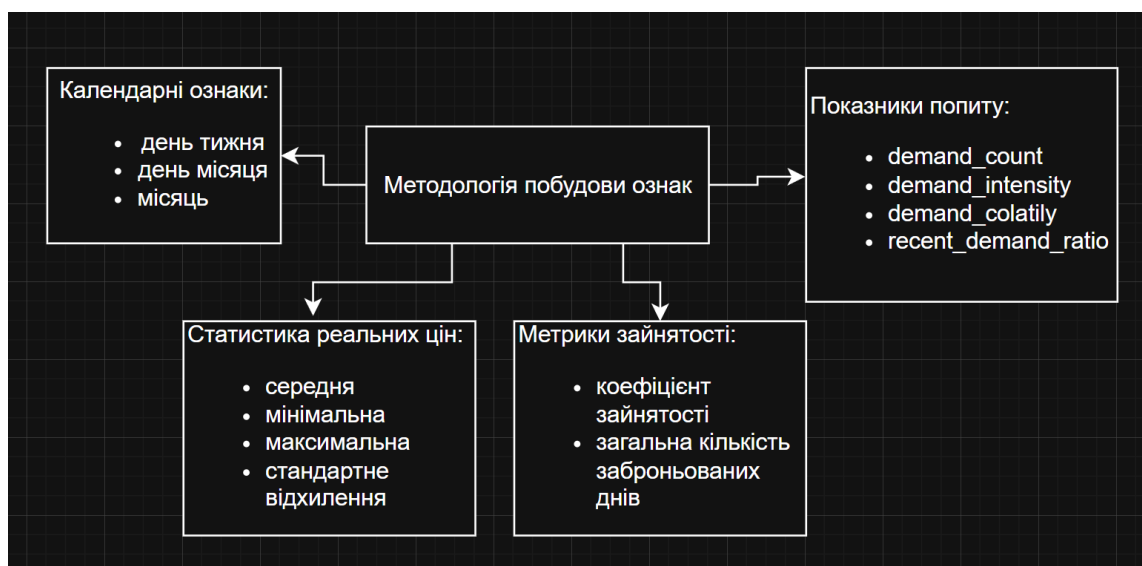 Календарні ознаки:
день тижня
день місяця
місяць
Методологія побудови ознак
Показники попиту:
demand_count
demand_intensity
demand_colatily
recent_demand_ratio
Статистика реальних цін:
середня
мінімальна
максимальна
стандартне
відхилення
Метрики зайнятості:
коефіцієнт
зайнятості
загальна кількість
заброньованих
днів